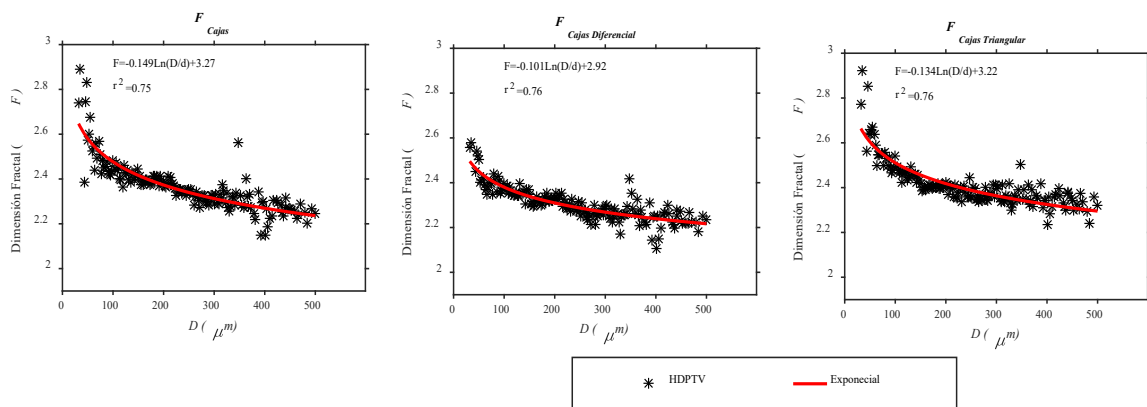 F
Cajas
3
2.8
2.6
2.4
2.2
2
Dimensión Fractal ( F )
F=-0.149Ln(D/d)+3.27
r 2 =0.75
0 100 200 300 400 500
D ( μm)
F
Cajas Diferencial
3
2.8
2.6
2.4
2.2
2
Dimensión Fractal ( F )
F=-0.101Ln(D/d)+2.92
r 2 =0.76
0 100 200 300 400 500
D ( μm)
F
Cajas Triangular
3
2.8
2.6
2.4
2.2
2
Dimensión Fractal ( F )
F=-0.134Ln(D/d)+3.22
r 2 =0.76
0 100 200 300 400 500
D ( μm)
HDPTV Exponecial